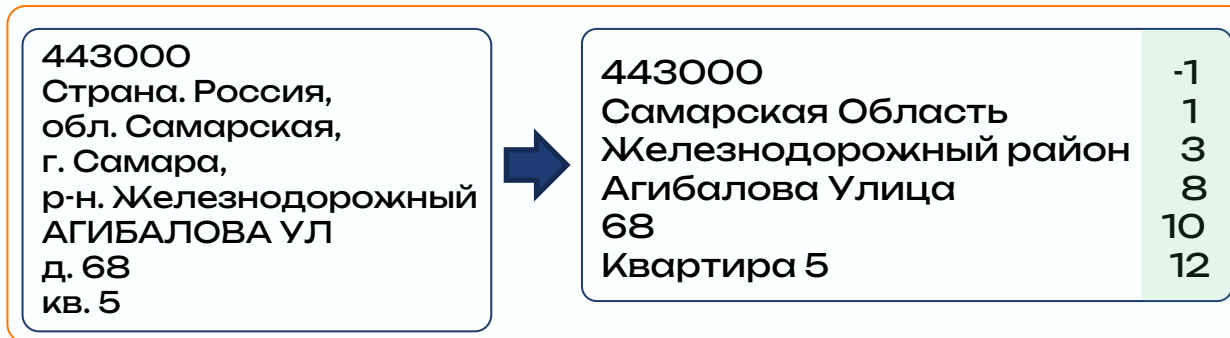 443000
Страна. Россия,
обл. Самарская,
г. Самара,
р-н. Железнодорожный
АГИБАЛОВА УЛ
д. 68
кв. 5
443000 -1
Самарская Область 1
Железнодорожный район 3
Агибалова Улица 8
68 10
Квартира 5 12